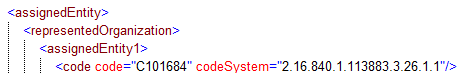 <assignedEntity>
<representedOrganization>
<assignedEntity1>
<code code="C101684" codeSystem="2.16.840.1.113883.3.26.1.1"/>